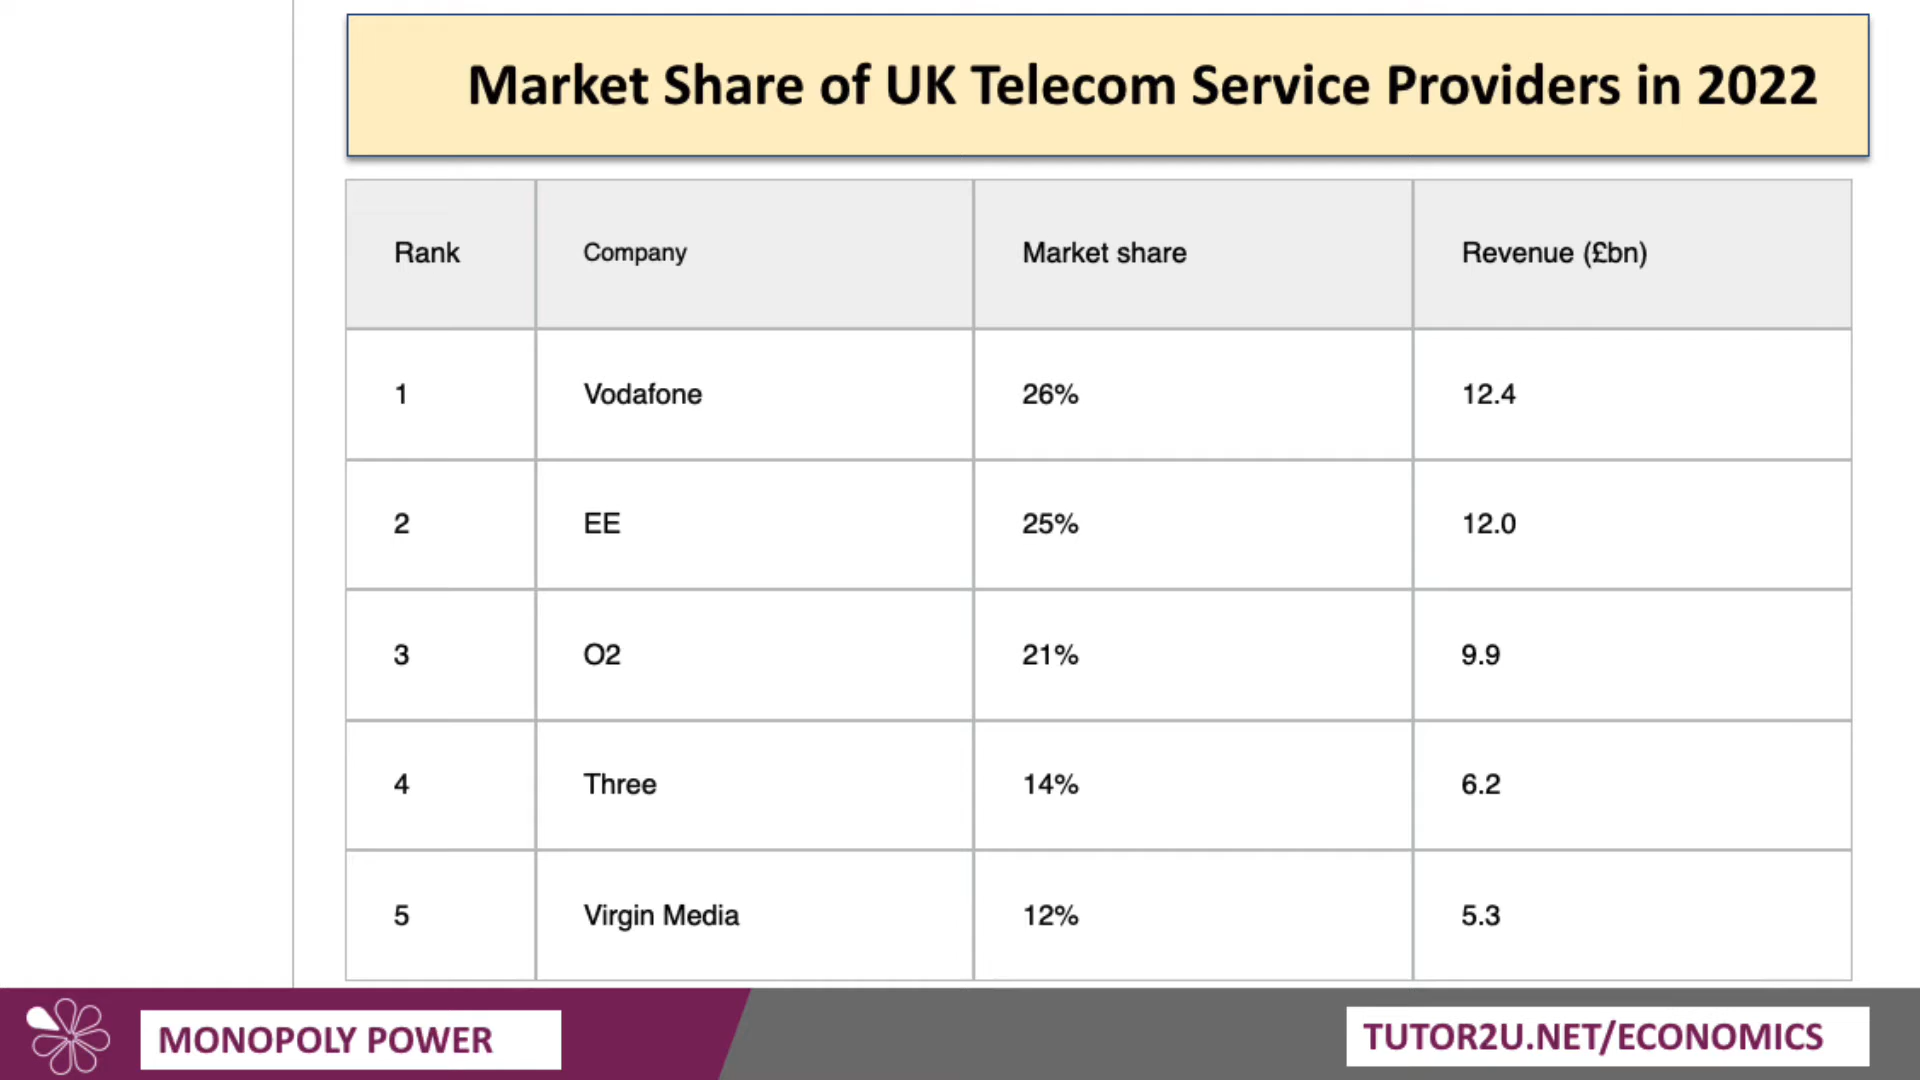 Market Share of UK Telecom Service Providers in 2022
Rank Company Market share Revenue (£bn)
1 Vodafone 26% 12.4
2 EE 25% 12.0
3 O2 21% 9.9
4 Three 14% 6.2
5 Virgin Media 12% 5.3
MONOPOLY POWER
TUTOR2U.NET/ECONOMICS